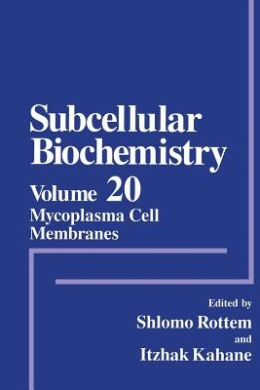 Subcellular
Biochemistry
Volume 20
Mycoplasma Cell
Membranes
Edited by
Shlomo Rottem
and
Itzhak Kahane